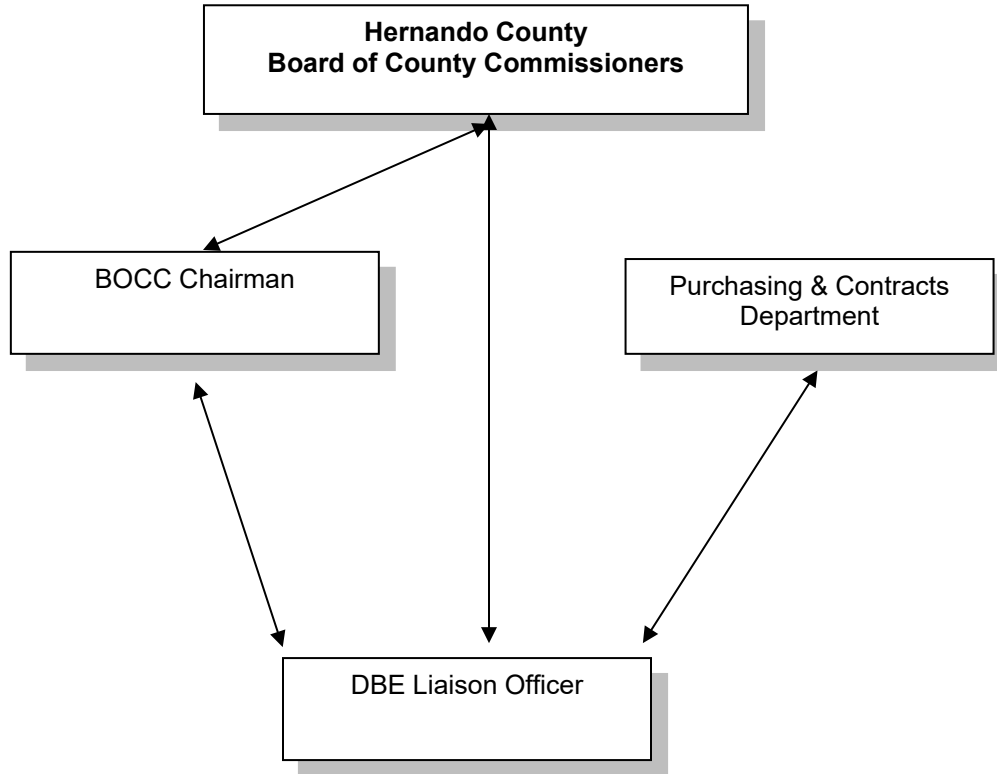 Hernando County
Board of County Commissioners
BOCC Chairman
Purchasing & Contracts
Department
DBE Liaison Officer